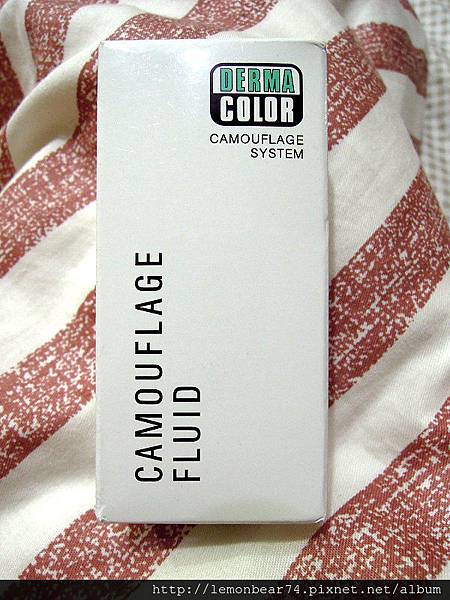 DERMA
COLOR
CAMOUFLAGE
SYSTEM
CAMOUFLAGE
FLUID
http://lemonbear74.pixnet.net/album